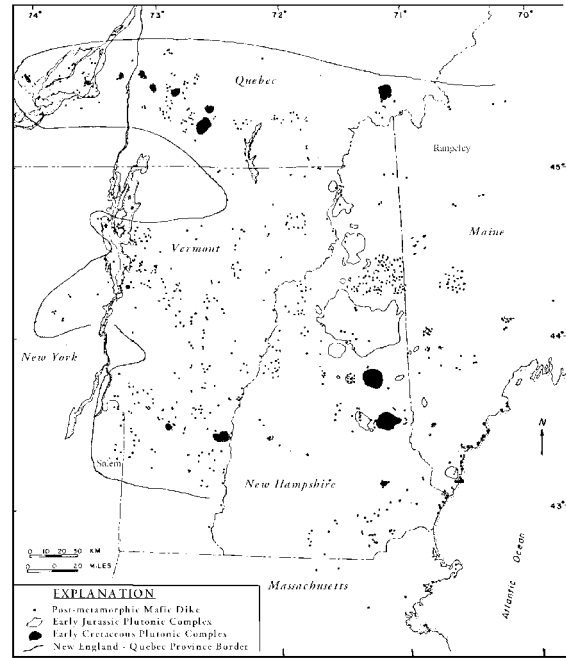 74° 73° 72° 71° 70°
Quebec
Rangeley
45°
Vermont
Maine
44°
New York
N
Salem
New Hampshire
43°
0 10 20 30 50
KM
0 20
MILES
Massachusetts
Atlantic Ocean
EXPLANATION
Post-metamorphic Mafic Dike
Early Jurassic Plutonic Complex
Early Cretaceous Plutonic Complex
New England - Quebec Province Border